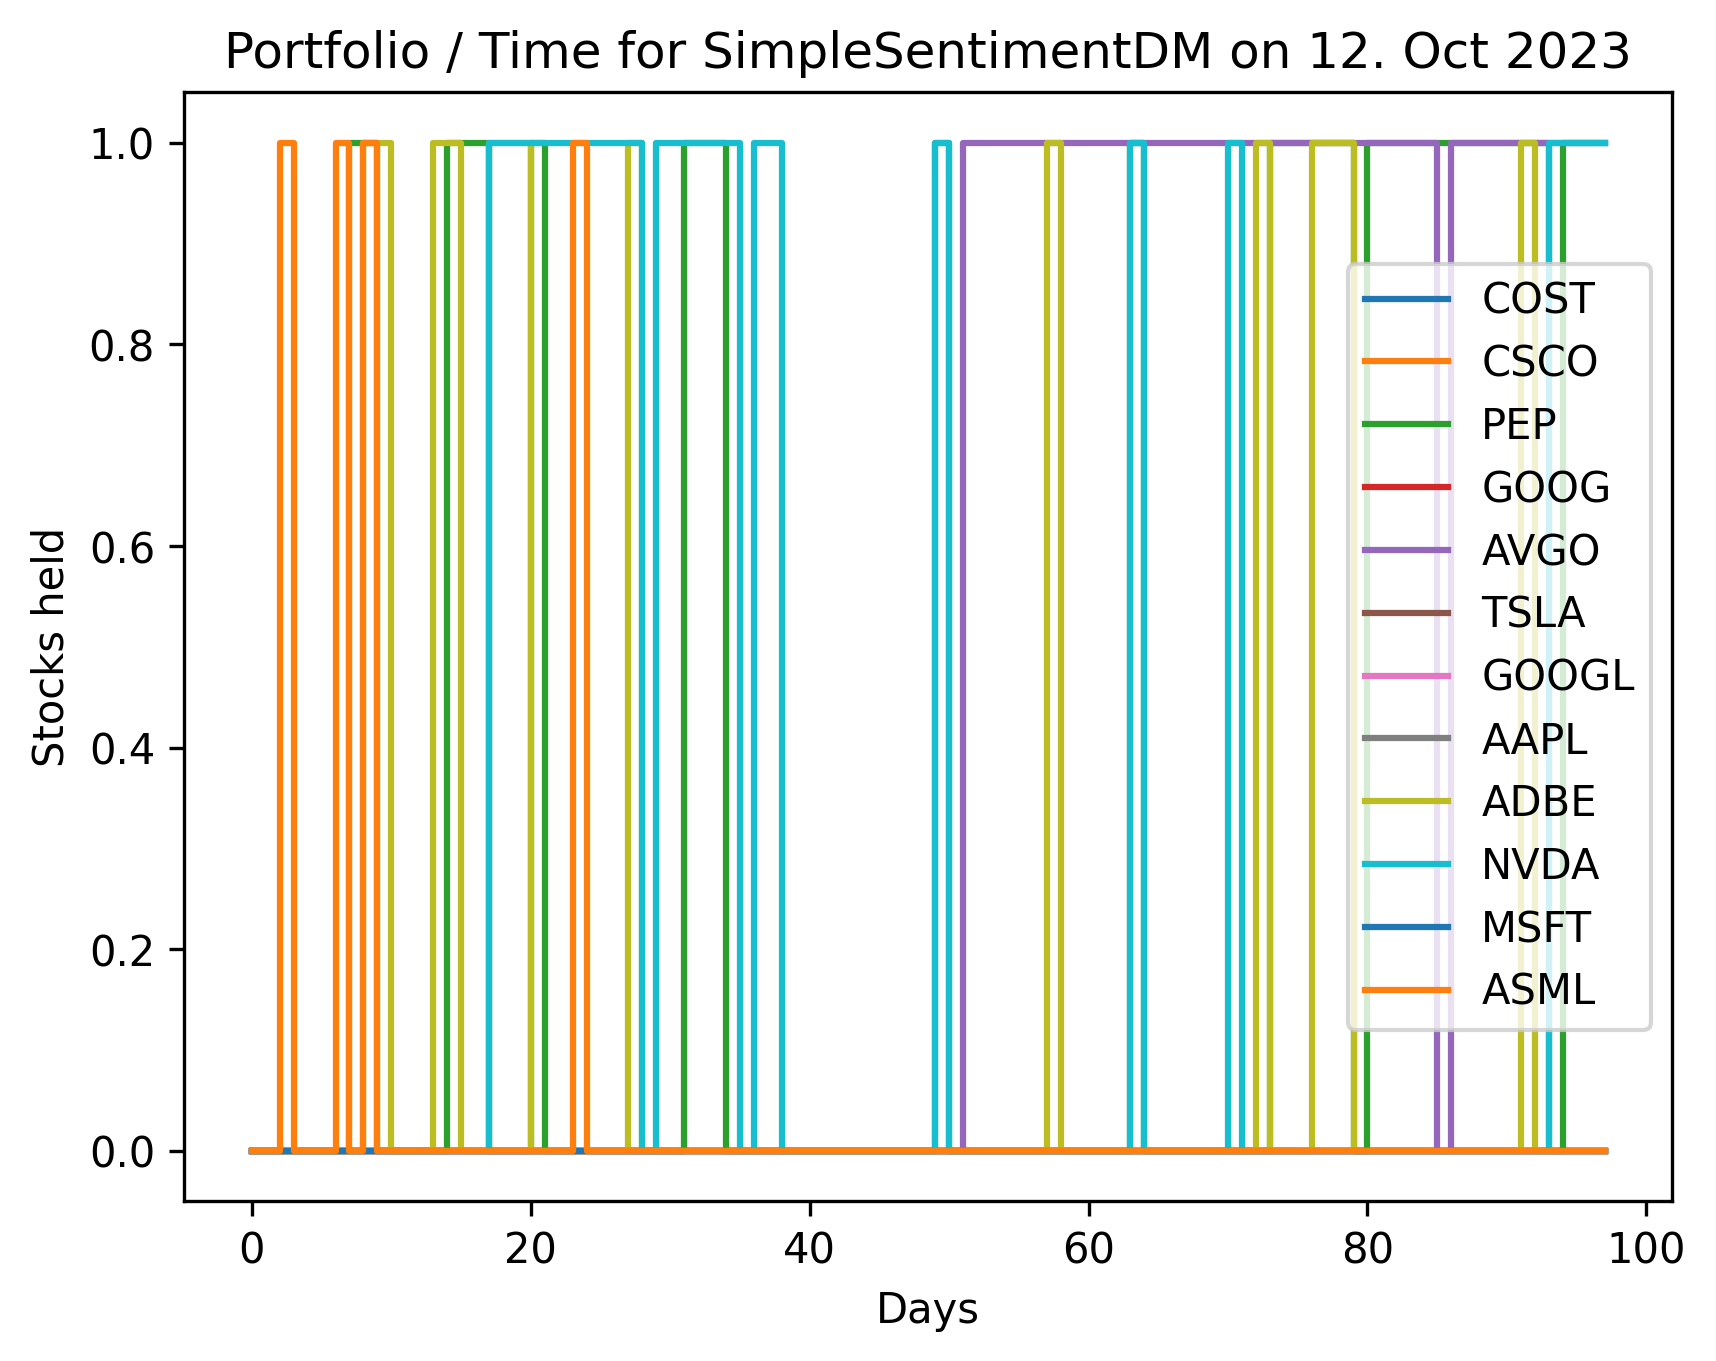 Portfolio / Time for SimpleSentimentDM on 12. Oct 2023
1.0
0.8
0.6
0.4
0.2
0.0
Stocks held
0 20 40 60 80 100
Days
COST
CSCO
PEP
GOOG
AVGO
TSLA
GOOGL
AAPL
ADBE
NVDA
MSFT
ASML